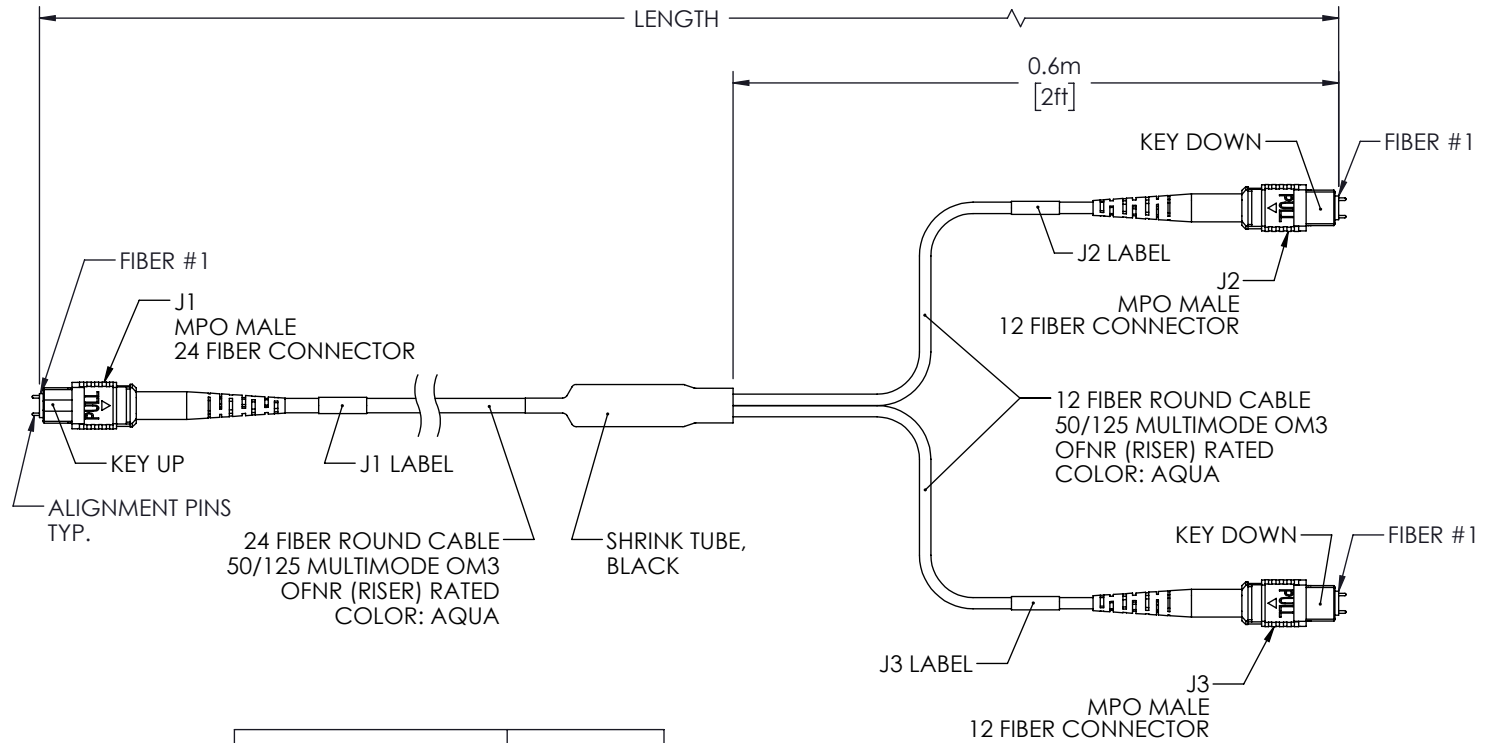 LENGTH
0.6m
[2ft]
KEY DOWN
FIBER #1
PULL
J2 LABEL
J2
MPO MALE
12 FIBER CONNECTOR
FIBER #1
J1
MPO MALE
24 FIBER CONNECTOR
PULL
KEY UP
J1 LABEL
ALIGNMENT PINS
TYP.
24 FIBER ROUND CABLE
50/125 MULTIMODE OM3
OFNR (RISER) RATED
COLOR: AQUA
SHRINK TUBE,
BLACK
12 FIBER ROUND CABLE
50/125 MULTIMODE OM3
OFNR (RISER) RATED
COLOR: AQUA
KEY DOWN
FIBER #1
PULL
J3 LABEL
J3
MPO MALE
12 FIBER CONNECTOR